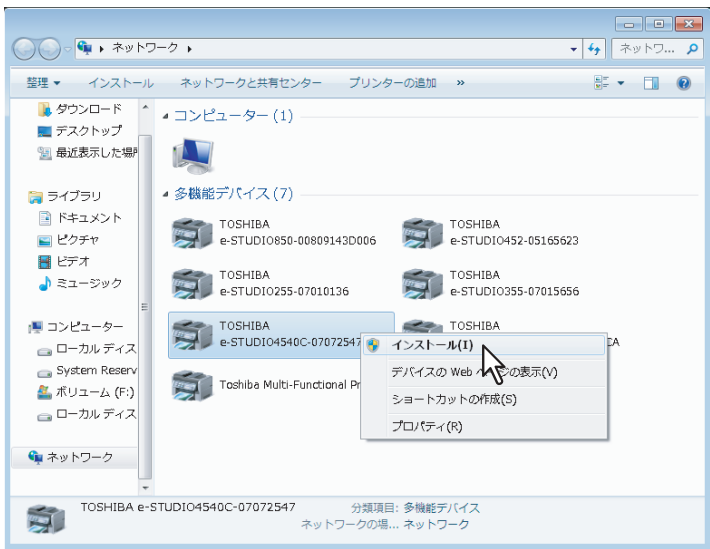 ネットワーク
ネットワ...
整理
インストール
ネットワークと共有センター
プリンターの追加
»
ダウンロード
デスクトップ
最近表示した場
ライブラリ
ドキュメント
ピクチャ
ビデオ
ミュージック
コンピューター
ローカル ディス
System Reserv
ボリューム (F:)
ローカル ディス
ネットワーク
コンピューター (1)
多機能デバイス (7)
TOSHIBA
e-STUDIO850-00809143D006
TOSHIBA
e-STUDIO452-05165623
TOSHIBA
e-STUDIO255-07010136
TOSHIBA
e-STUDIO355-07015656
TOSHIBA
e-STUDIO4540C-07072547
TOSHIBA
CA
Toshiba Multi-Functional Pr
インストール(I)
デバイスの Web ページの表示(V)
ショートカットの作成(S)
プロパティ(R)
TOSHIBA e-STUDIO4540C-07072547
分類項目: 多機能デバイス
ネットワークの場... ネットワーク